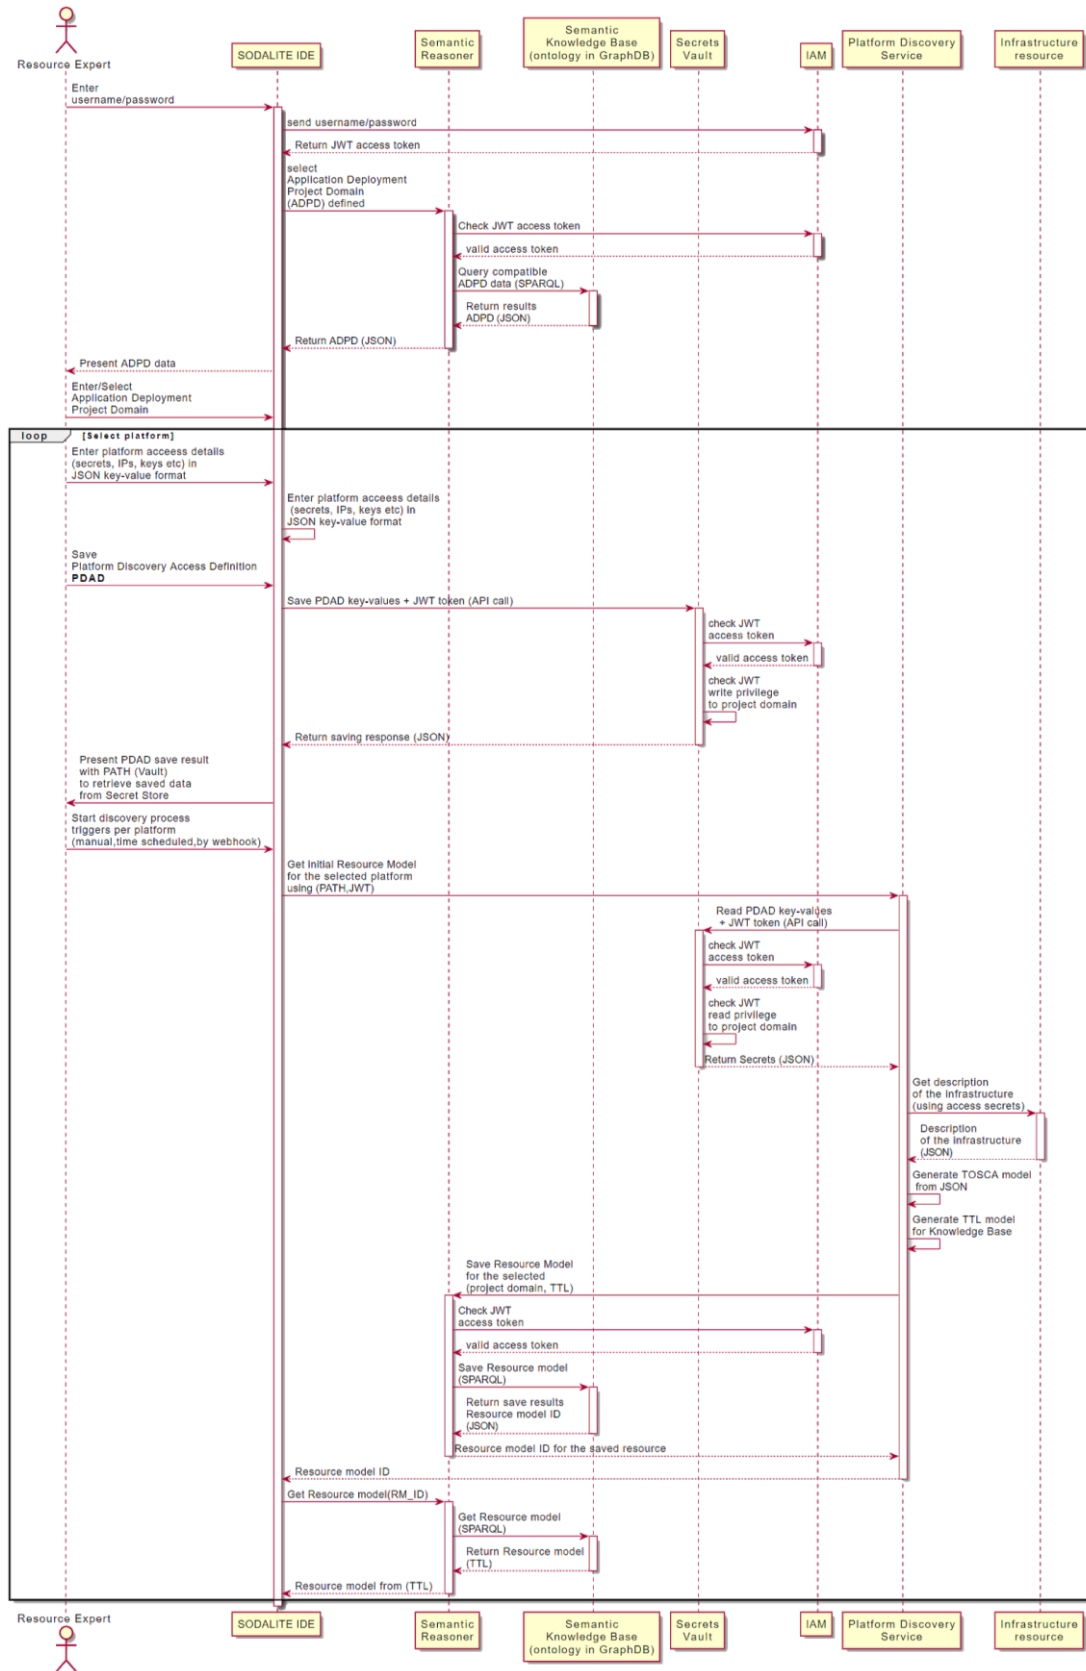 Resource Expert
SODALITE IDE
Semantic
Reasoner
Semantic
Knowledge Base
(ontology in GraphDB)
Secrets
Vault
IAM
Platform Discovery
Service
Infrastructure
resource
Enter
username/password
send username/password
Return JWT access token
select
Application Deployment
Project Domain
(ADPD) defined
Check JWT access token
valid access token
Query compatible
ADPD data (SPARQL)
Return results
ADPD (JSON)
Return ADPD (JSON)
Present ADPD data
Enter/Select
Application Deployment
Project Domain
loop [Select platform]
Enter platform acceess details
(secrets, IPs, keys etc) in
JSON key-value format
Enter platform acceess details
(secrets, IPs, keys etc) in
JSON key-value format
Save
Platform Discovery Access Definition
PDAD
Save PDAD key-values + JWT token (API call)
check JWT
access token
valid access token
check JWT
write privilege
to project domain
Return saving response (JSON)
Present PDAD save result
with PATH (Vault)
to retrieve saved data
from Secret Store
Start discovery process
triggers per platform
(manual,time scheduled,by webhook)
Get Initial Resource Model
for the selected platform
using (PATH,JWT)
Read PDAD key-values
+ JWT token (API call)
check JWT
access token
valid access token
check JWT
read privilege
to project domain
Return Secrets (JSON)
Get description
of the infrastructure
(using access secrets)
Description
of the Infrastructure
(JSON)
Generate TOSCA model
from JSON
Generate TTL model
for Knowledge Base
Save Resource Model
for the selected
(project domain, TTL)
Check JWT
access token
valid access token
Save Resource model
(SPARQL)
Return save results
Resource model ID
(JSON)
Resource model ID for the saved resource
Resource model ID
Get Resource model(RM_ID)
Get Resource model
(SPARQL)
Return Resource model
(TTL)
Resource model from (TTL)
Resource Expert
SODALITE IDE
Semantic
Reasoner
Semantic
Knowledge Base
(ontology in GraphDB)
Secrets
Vault
IAM
Platform Discovery
Service
Infrastructure
resource